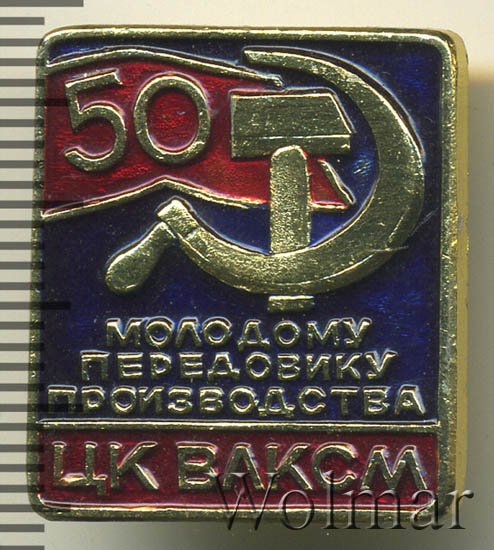 50
МОЛОДОМУ
ПЕРЕДОВИКУ
ПРОИЗВОДСТВА
ЦК ВЛКСМ
Wolmar